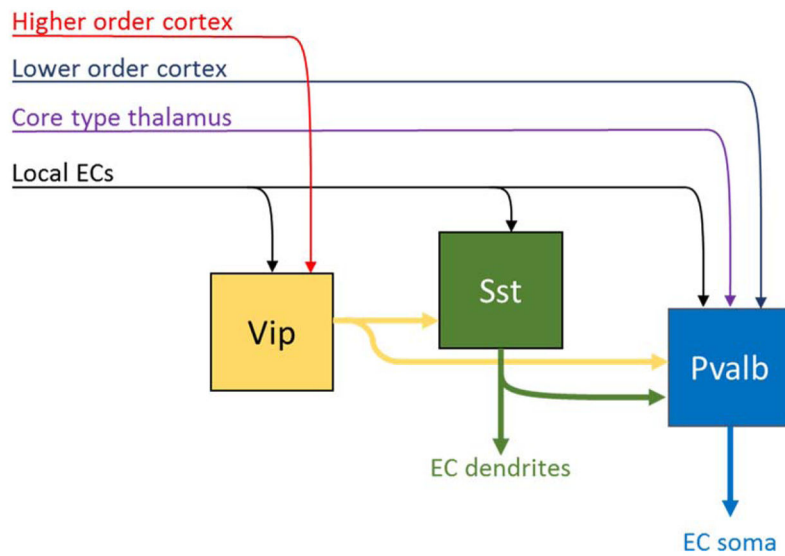 Higher order cortex
Lower order cortex
Core type thalamus
Local ECs
Vip
Sst
Pvalb
EC dendrites
EC soma